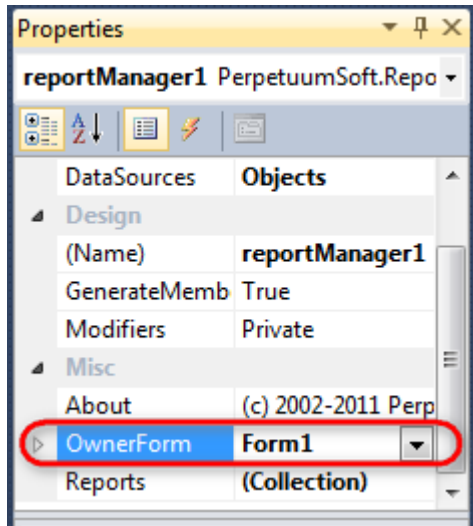 Properties
reportManager1 PerpetuumSoft.Repo
DataSources Objects
Design
(Name) reportManager1
GenerateMemb True
Modifiers Private
Misc
About (c) 2002-2011 Perp
OwnerForm Form1
Reports (Collection)